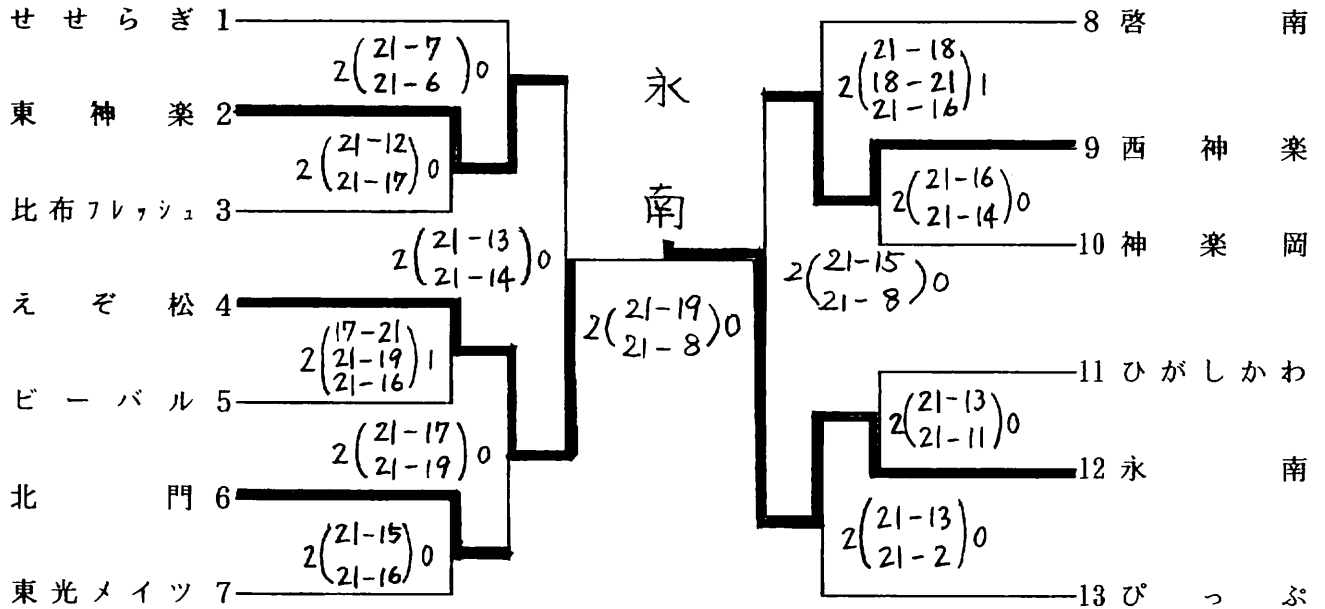 せせらぎ 1
2(21-7 21-6)0
東神楽 2
2(21-12 21-17)0
比布フレッシュ 3
2(21-13 21-14)0
えぞ松 4
2(17-21 21-19 21-16)1
ビーバル 5
2(21-17 21-19)0
北門 6
2(21-15 21-16)0
東光メイツ 7
永南
2(21-19 21-8)0
8 啓南
2(21-18 18-21 21-16)1
9 西神楽
2(21-16 21-14)0
10 神楽岡
2(21-15 21-8)0
11 ひがしかわ
2(21-13 21-11)0
12 永南
2(21-13 21-2)0
13 ぴっぷ